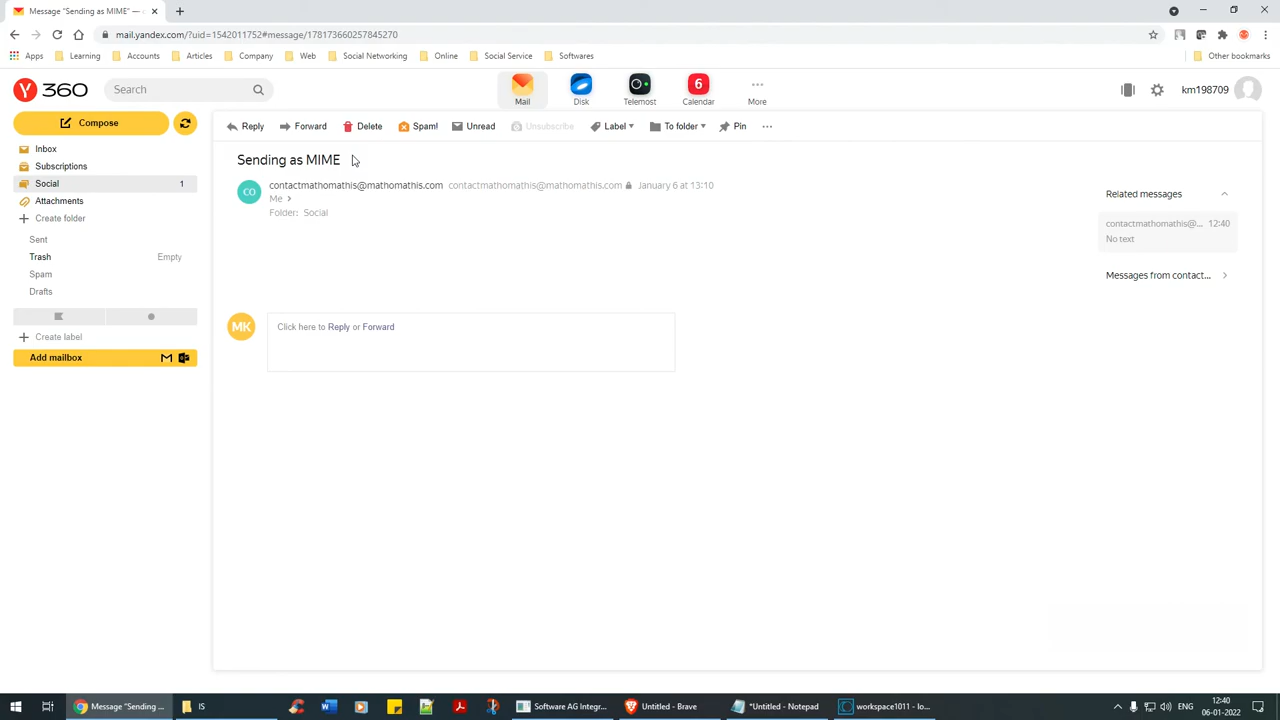 Message "Sending as MIME" —
mail.yandex.com/?uid=1542011752#message/178173660257845270
Apps Learning Accounts Articles Company Web Social Networking Online Social Service Softwares Other bookmarks
Y 360 Search Mail Disk Telemost 6 Calendar More km198709
Compose
Reply Forward Delete Spam! Unread Unsubscribe Label To folder Pin
Inbox
Subscriptions
Social 1
Attachments
Create folder
Sent
Trash Empty
Spam
Drafts
Create label
Add mailbox
Sending as MIME
CO contactmathomathis@mathomathis.com contactmathomathis@mathomathis.com January 6 at 13:10
Me
Folder: Social
Related messages
contactmathomathis@... 12:40
No text
Messages from contact...
MK Click here to Reply or Forward
Message "Sending ... IS Software AG Integr... Untitled - Brave *Untitled - Notepad workspace1011 - lo... ENG 12:40
06-01-2022